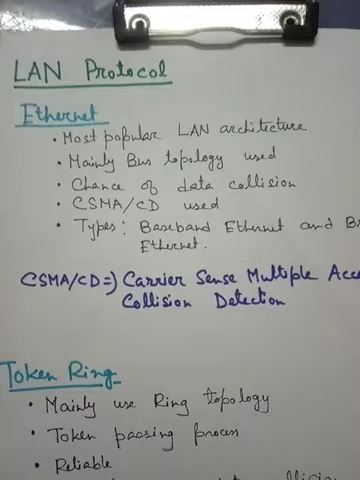 LAN Protocol
Ethernet
• Most popular LAN architecture
• Mainly Bus topology used
• Chance of data collision
• CSMA/CD used
• Types: Baseband Ethernet and
Ethernet.
CSMA/CD=> Carrier Sense Multiple
Collision Detection
Token Ring
• Mainly use Ring topology
• Token passing process
• Reliable